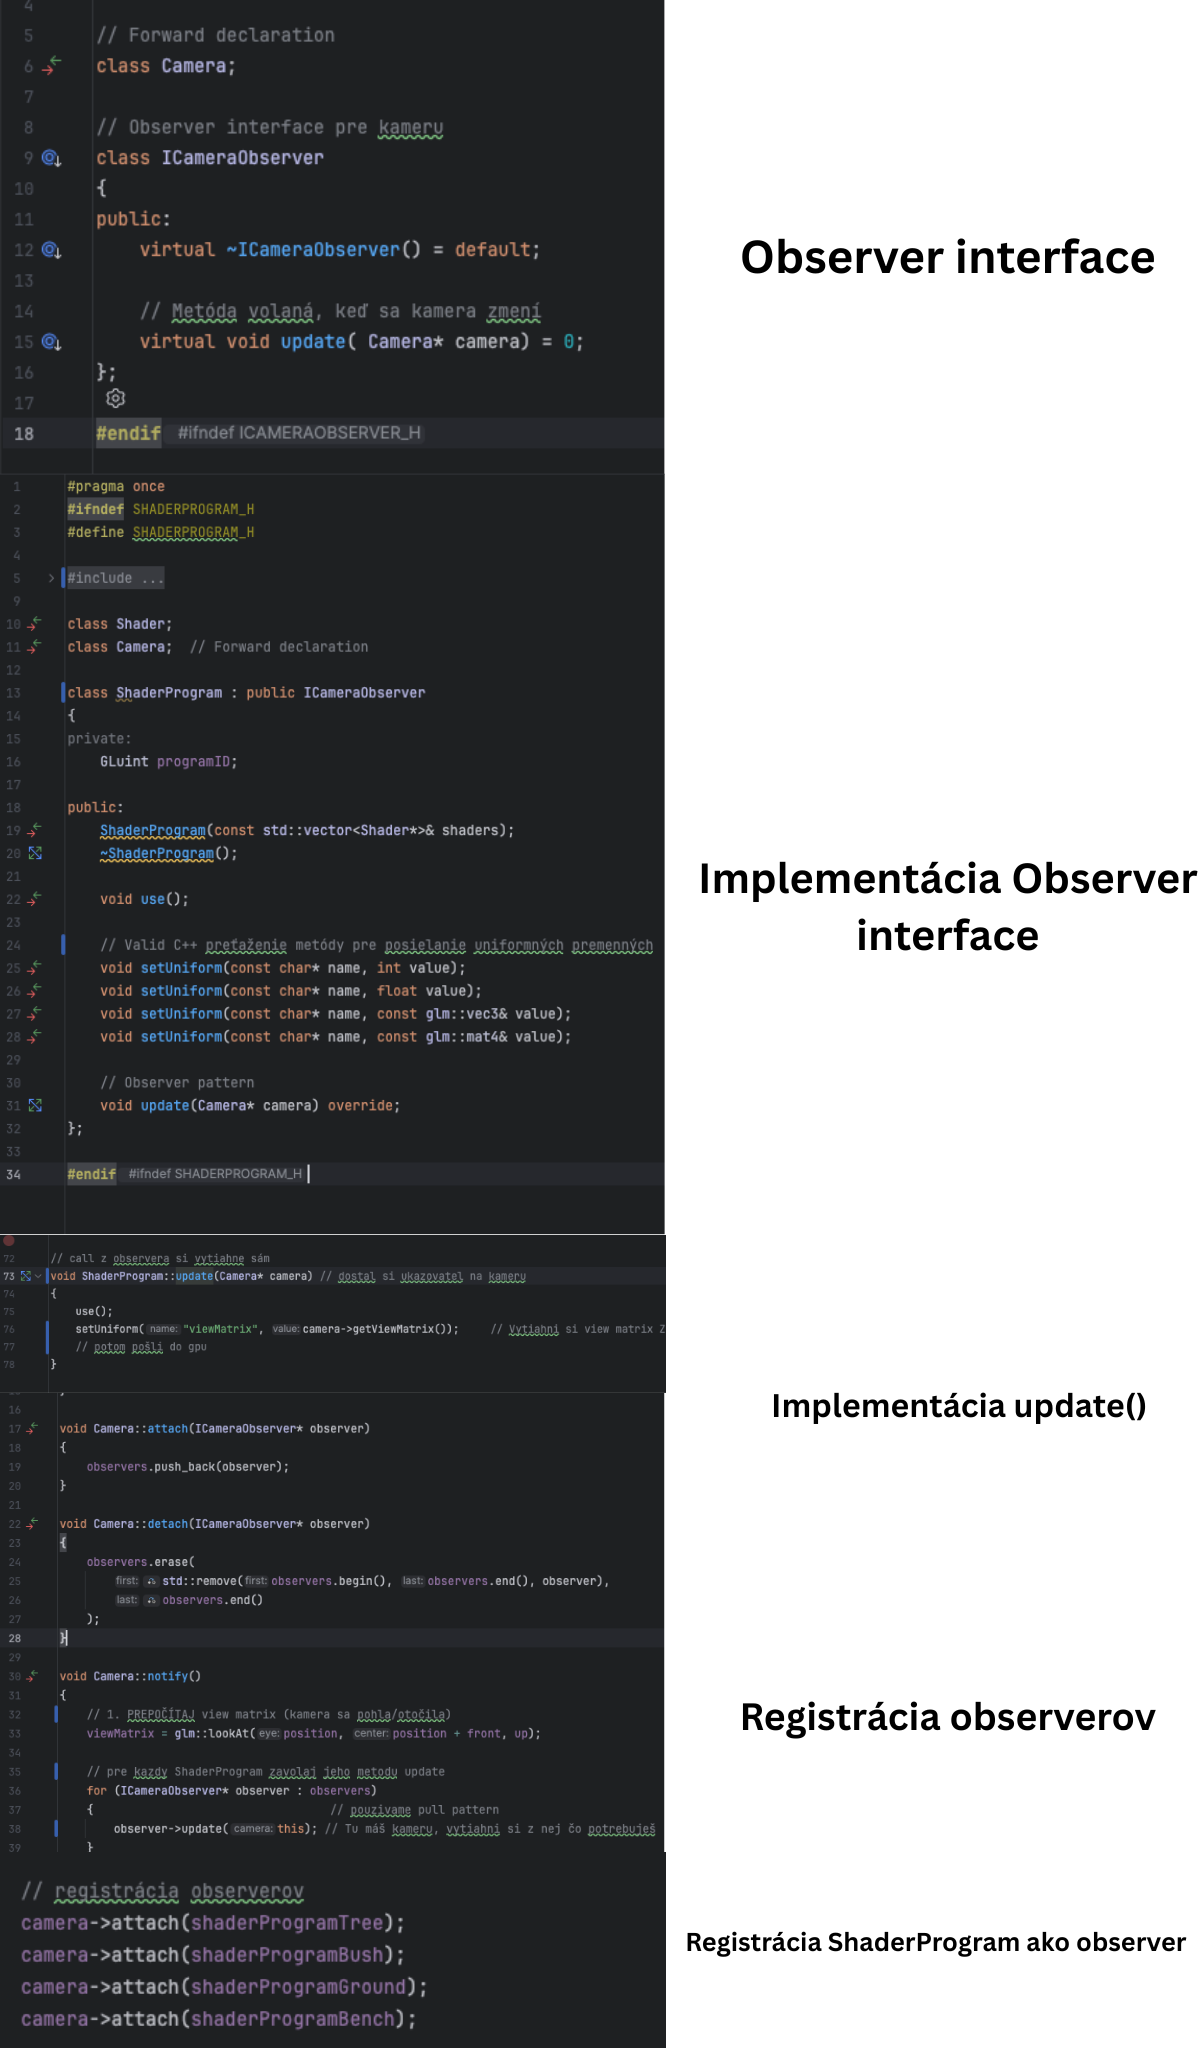 4
5 // Forward declaration
6 class Camera;
7
8 // Observer interface pre kameru
9 class ICameraObserver
10 {
11 public:
12 virtual ~ICameraObserver() = default;
13
14 // Metóda volaná, keď sa kamera zmení
15 virtual void update( Camera* camera) = 0;
16 };
17
18 #endif #ifndef ICAMERAOBSERVER_H
Observer interface
1 #pragma once
2 #ifndef SHADERPROGRAM_H
3 #define SHADERPROGRAM_H
4
5 #include ...
9
10 class Shader;
11 class Camera; // Forward declaration
12
13 class ShaderProgram : public ICameraObserver
14 {
15 private:
16 GLuint programID;
17
18 public:
19 ShaderProgram(const std::vector<Shader*>& shaders);
20 ~ShaderProgram();
21
22 void use();
23
24 // Valid C++ preťaženie metódy pre posielanie uniformných premenných
25 void setUniform(const char* name, int value);
26 void setUniform(const char* name, float value);
27 void setUniform(const char* name, const glm::vec3& value);
28 void setUniform(const char* name, const glm::mat4& value);
29
30 // Observer pattern
31 void update(Camera* camera) override;
32 };
33
34 #endif #ifndef SHADERPROGRAM_H
Implementácia Observer
interface
72 // call z observera si vytiahne sám
73 void ShaderProgram::update(Camera* camera) // dostal si ukazovatel na kameru
74 {
75 use();
76 setUniform( name: "viewMatrix", value: camera->getViewMatrix()); // Vytiahni si view matrix Z
77 // potom pošli do gpu
78 }
Implementácia update()
16
17 void Camera::attach(ICameraObserver* observer)
18 {
19 observers.push_back(observer);
20 }
21
22 void Camera::detach(ICameraObserver* observer)
23 {
24 observers.erase(
25 first: std::remove( first: observers.begin(), last: observers.end(), observer),
26 last: observers.end()
27 );
28 }
29
30 void Camera::notify()
31 {
32 // 1. PREPOČÍTAJ view matrix (kamera sa pohla/otočila)
33 viewMatrix = glm::lookAt( eye: position, center: position + front, up);
34
35 // pre kazdy ShaderProgram zavolaj jeho metodu update
36 for (ICameraObserver* observer : observers)
37 { // pouzivame pull pattern
38 observer->update( camera: this); // Tu máš kameru, vytiahni si z nej čo potrebuješ
39 }
Registrácia observerov
// registrácia observerov
camera->attach(shaderProgramTree);
camera->attach(shaderProgramBush);
camera->attach(shaderProgramGround);
camera->attach(shaderProgramBench);
Registrácia ShaderProgram ako observer